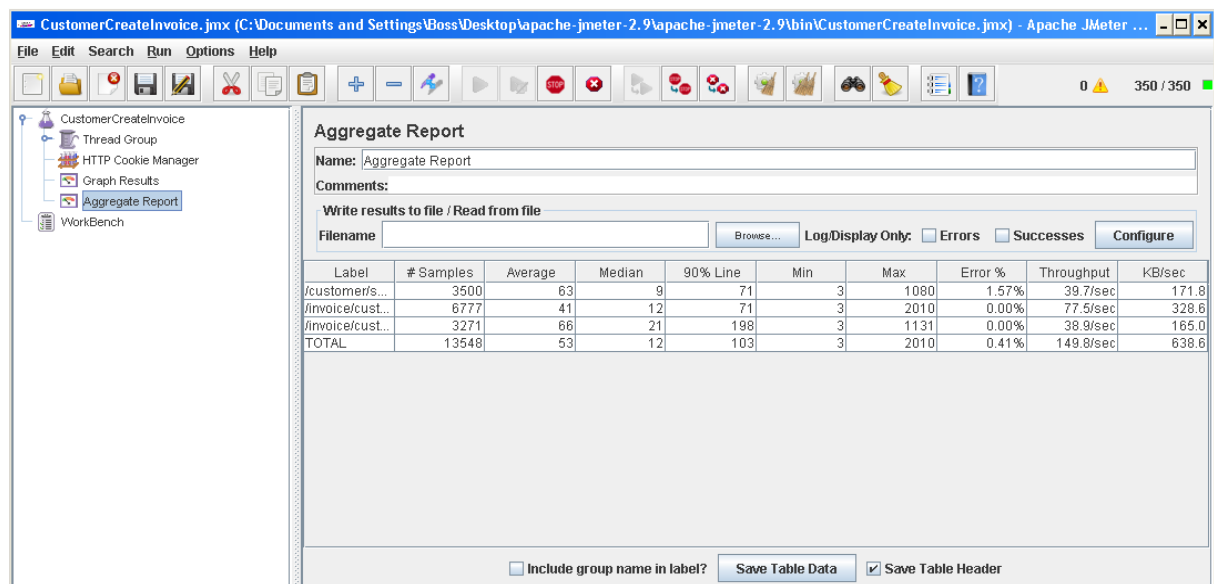 CustomerCreateInvoice.jmx (C:\Documents and Settings\Boss\Desktop\apache-jmeter-2.9\apache-jmeter-2.9\bin\CustomerCreateInvoice.jmx) - Apache JMeter ...
File Edit Search Run Options Help
STOP ? 0 350 / 350
CustomerCreateInvoice
Thread Group
HTTP Cookie Manager
Graph Results
Aggregate Report
WorkBench
Aggregate Report
Name: Aggregate Report
Comments:
Write results to file / Read from file
Filename Browse... Log/Display Only: Errors Successes Configure
Label # Samples Average Median 90% Line Min Max Error % Throughput KB/sec
/customer/s... 3500 63 9 71 3 1080 1.57% 39.7/sec 171.8
/invoice/cust... 6777 41 12 71 3 2010 0.00% 77.5/sec 328.6
/invoice/cust... 3271 66 21 198 3 1131 0.00% 38.9/sec 165.0
TOTAL 13548 53 12 103 3 2010 0.41% 149.8/sec 638.6
Include group name in label? Save Table Data Save Table Header